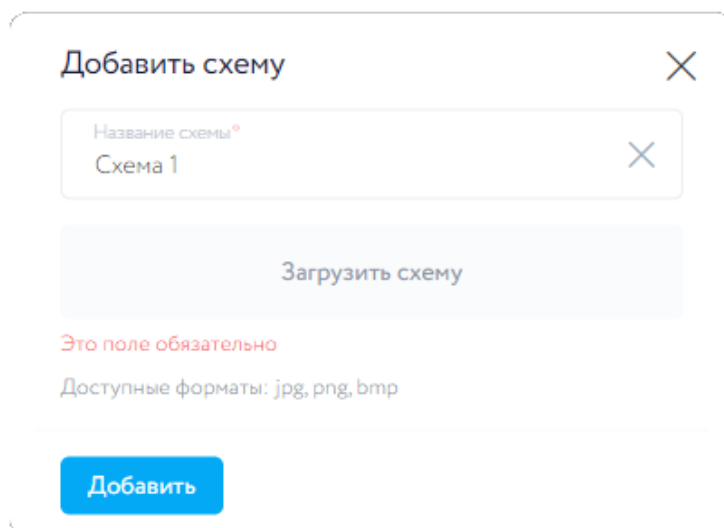 Добавить схему
Название схемы*
Схема 1
Загрузить схему
Это поле обязательно
Доступные форматы: jpg, png, bmp
Добавить